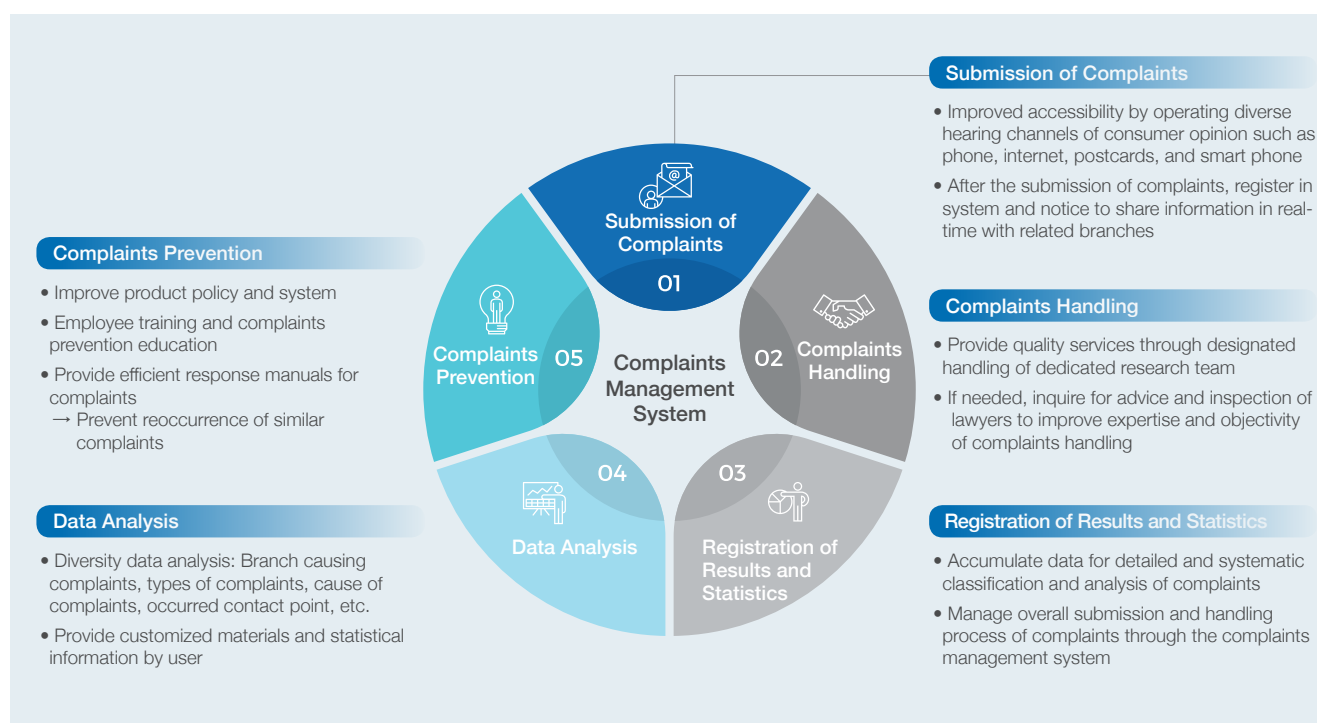 Submission of Complaints
• Improved accessibility by operating diverse
hearing channels of consumer opinion such as
phone, internet, postcards, and smart phone
• After the submission of complaints, register in
system and notice to share information in real-
time with related branches
Complaints Handling
• Provide quality services through designated
handling of dedicated research team
• If needed, inquire for advice and inspection of
lawyers to improve expertise and objectivity
of complaints handling
Registration of Results and Statistics
• Accumulate data for detailed and systematic
classification and analysis of complaints
• Manage overall submission and handling
process of complaints through the complaints
management system
Data Analysis
• Diversity data analysis: Branch causing
complaints, types of complaints, cause of
complaints, occurred contact point, etc.
• Provide customized materials and statistical
information by user
Complaints Prevention
• Improve product policy and system
• Employee training and complaints
prevention education
• Provide efficient response manuals for
complaints
→ Prevent reoccurrence of similar
complaints
@
Submission of
Complaints
01
Complaints
Handling
02
Registration of
Results and
Statistics
03
Data Analysis
04
Complaints
Prevention
05
Complaints
Management
System